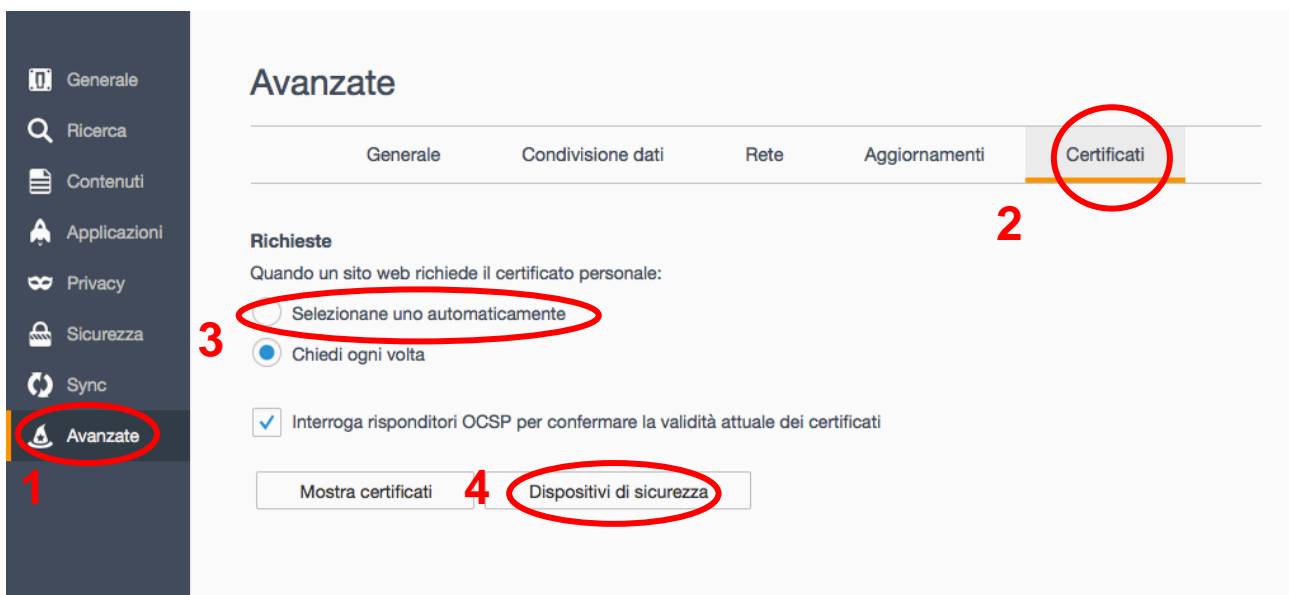 Generale
Ricerca
Contenuti
Applicazioni
Privacy
Sicurezza
Sync
Avanzate
1
Avanzate
Generale Condivisione dati Rete Aggiornamenti Certificati
2
Richieste
Quando un sito web richiede il certificato personale:
Selezionane uno automaticamente
3
Chiedi ogni volta
Interroga risponditori OCSP per confermare la validità attuale dei certificati
Mostra certificati 4 Dispositivi di sicurezza